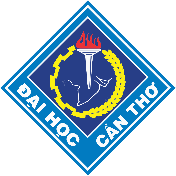 ĐẠI HỌC
CẦN THƠ